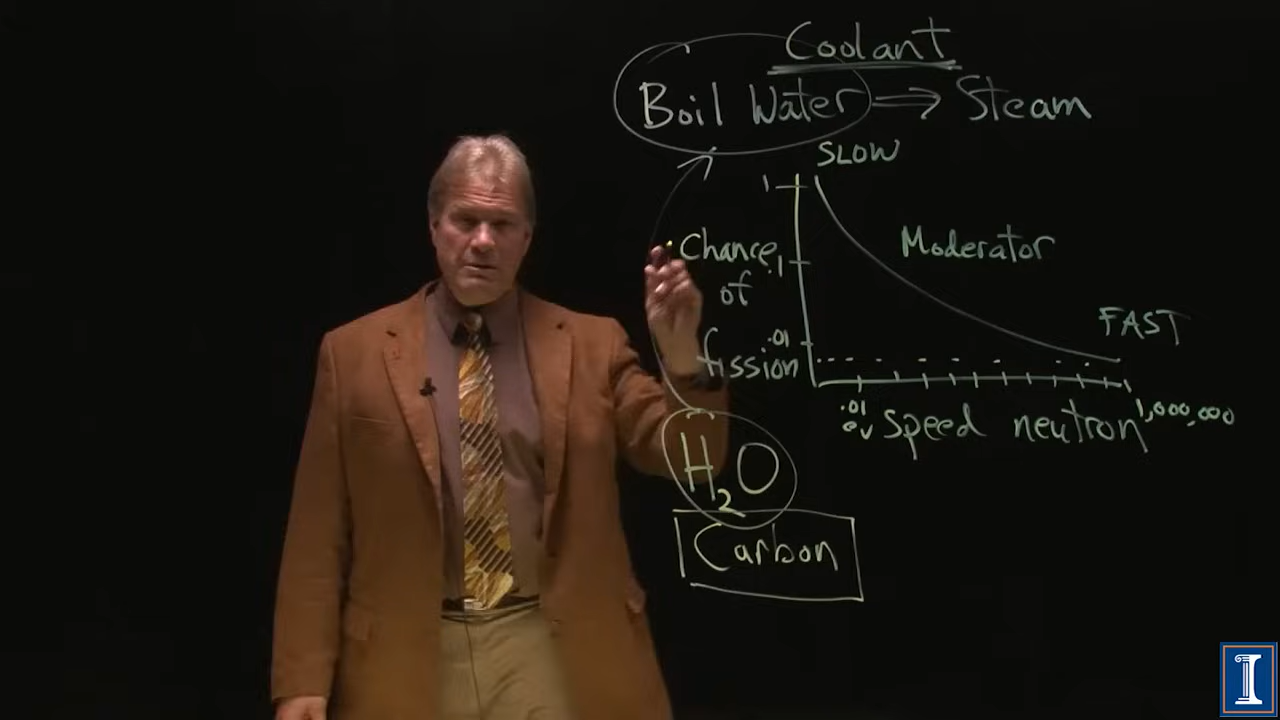 Coolant
Boil Water ⇒ Steam
SLOW
1
Chance
Moderator
.1
of
FAST
.01
fission
.01
ev
Speed neutron
1,000,000
H2O
Carbon
I